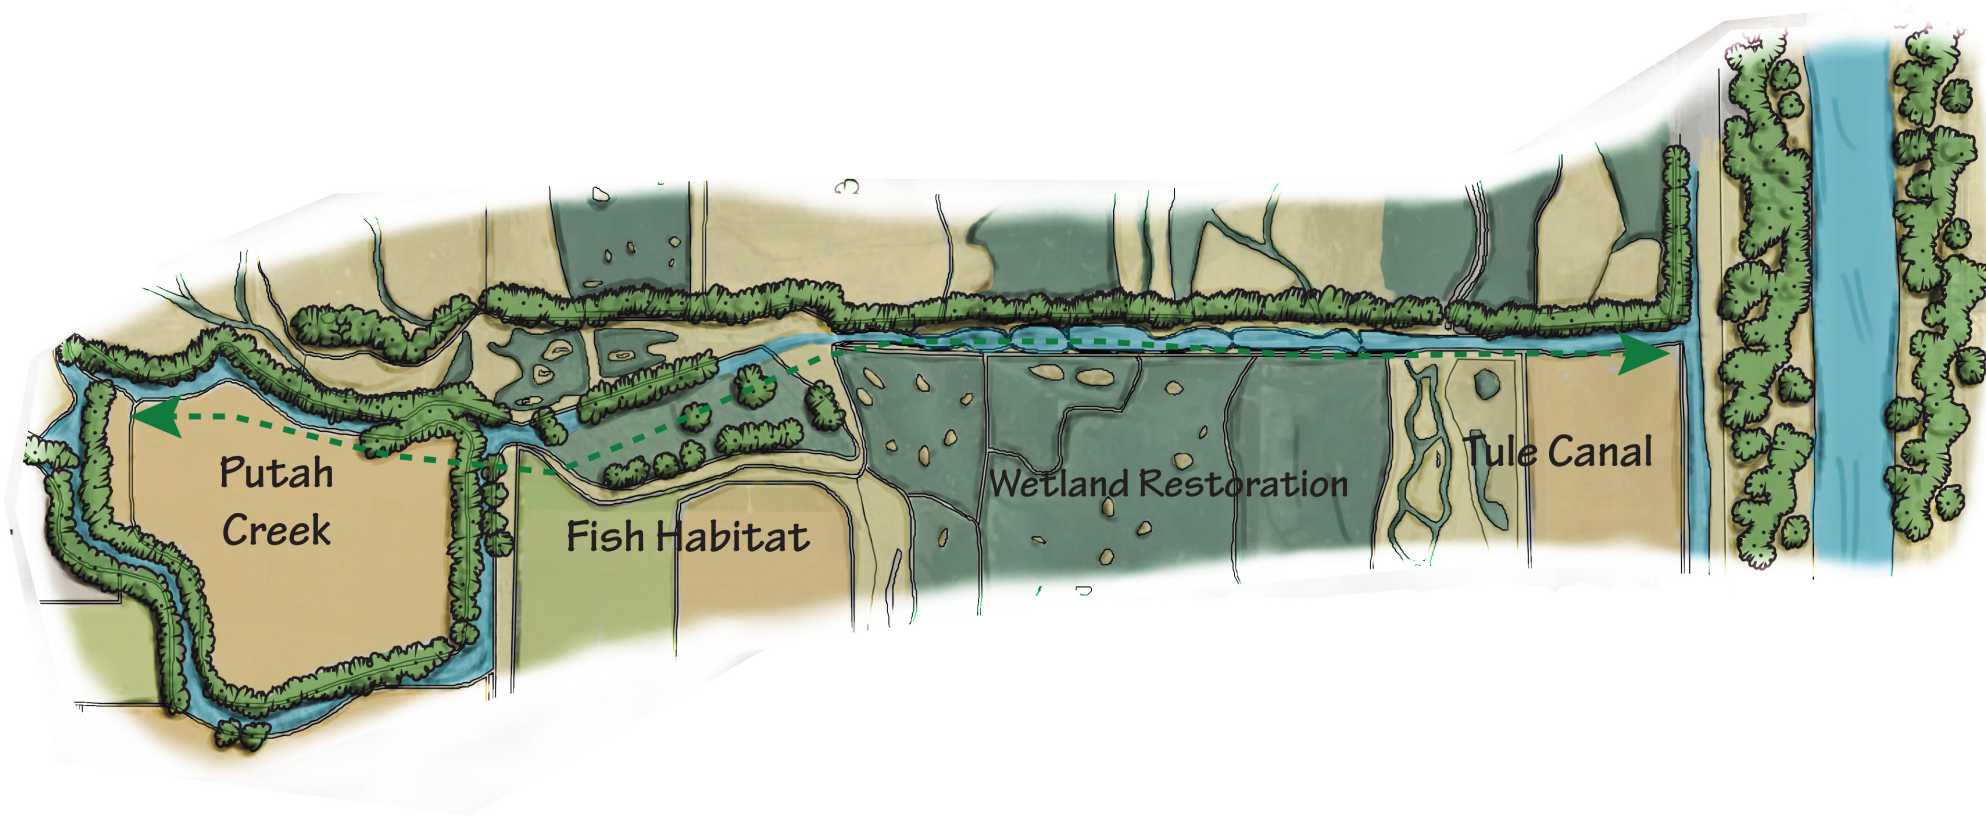 Putah
Creek
Fish Habitat
Wetland Restoration
Tule Canal